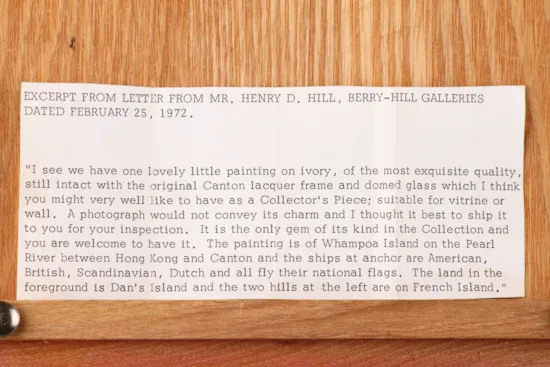 EXCERPT FROM LETTER FROM MR. HENRY D. HILL, BERRY-HILL GALLERIES
DATED FEBRUARY 25, 1972.
"I see we have one lovely little painting on ivory, of the most exquisite quality,
still intact with the original Canton lacquer frame and domed glass which I think
you might very well like to have as a Collector's Piece; suitable for vitrine or
wall. A photograph would not convey its charm and I thought it best to ship it
to you for your inspection. It is the only gem of its kind in the Collection and
you are welcome to have it. The painting is of Whampoa Island on the Pearl
River between Hong Kong and Canton and the ships at anchor are American,
British, Scandinavian, Dutch and all fly their national flags. The land in the
foreground is Dan's Island and the two hills at the left are on French Island."